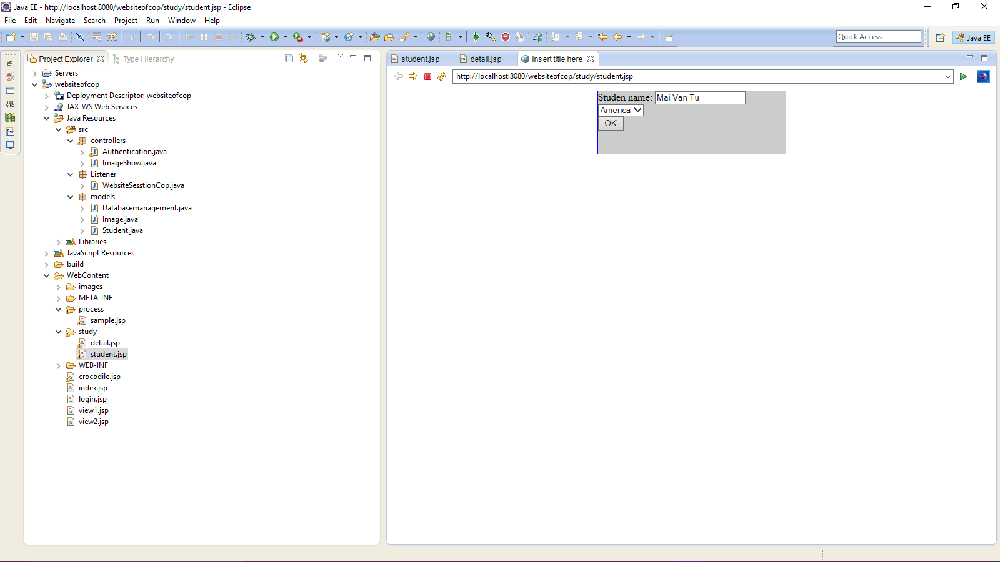 Java EE - http://localhost:8080/websiteofcop/study/student.jsp - Eclipse
File Edit Navigate Search Project Run Window Help
Quick Access
Java EE
Project Explorer
Type Hierarchy
Servers
websiteofcop
3.0 Deployment Descriptor: websiteofcop
JAX-WS Web Services
Java Resources
src
controllers
Authentication.java
ImageShow.java
Listener
WebsiteSesstionCop.java
models
Databasemanagement.java
Image.java
Student.java
Libraries
JavaScript Resources
build
WebContent
images
META-INF
process
sample.jsp
study
detail.jsp
student.jsp
WEB-INF
crocodile.jsp
index.jsp
login.jsp
view1.jsp
view2.jsp
student.jsp
detail.jsp
Insert title here
http://localhost:8080/websiteofcop/study/student.jsp
Studen name: Mai Van Tu
America
OK